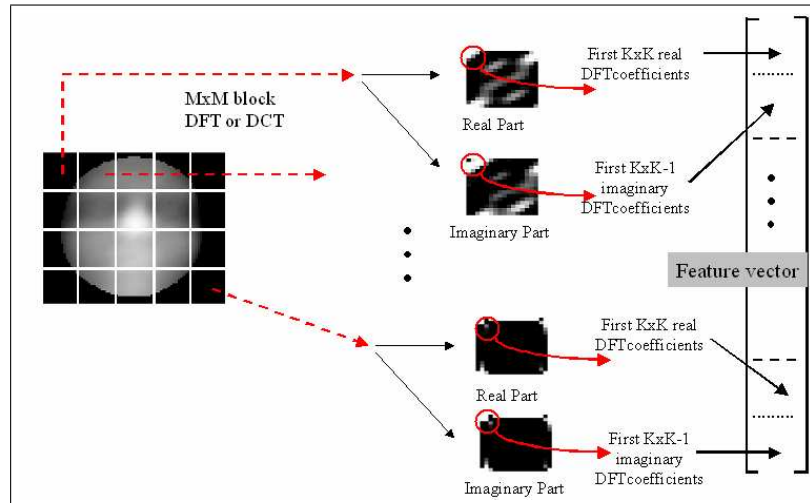 MxM block
DFT or DCT
First KxK real
DFTcoefficients
Real Part
First KxK-1
imaginary
DFTcoefficients
Imaginary Part
Feature vector
First KxK real
DFTcoefficients
Real Part
First KxK-1
imaginary
DFTcoefficients
Imaginary Part